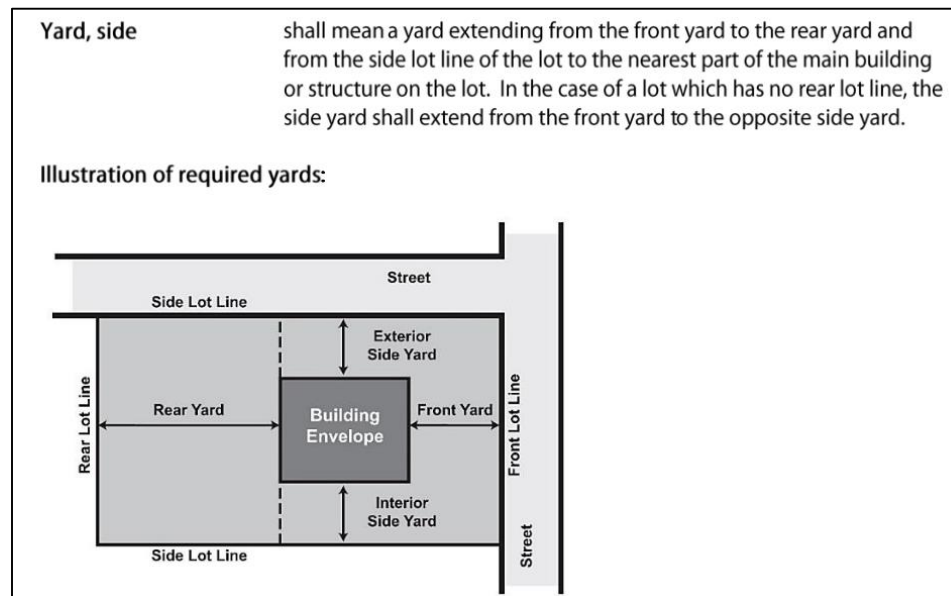 Yard, side
shall mean a yard extending from the front yard to the rear yard and
from the side lot line of the lot to the nearest part of the main building
or structure on the lot.  In the case of a lot which has no rear lot line, the
side yard shall extend from the front yard to the opposite side yard.
Illustration of required yards:
Street
Side Lot Line
Exterior
Side Yard
Rear Lot Line
Rear Yard
Building
Envelope
Front Yard
Front Lot Line
Interior
Side Yard
Street
Side Lot Line